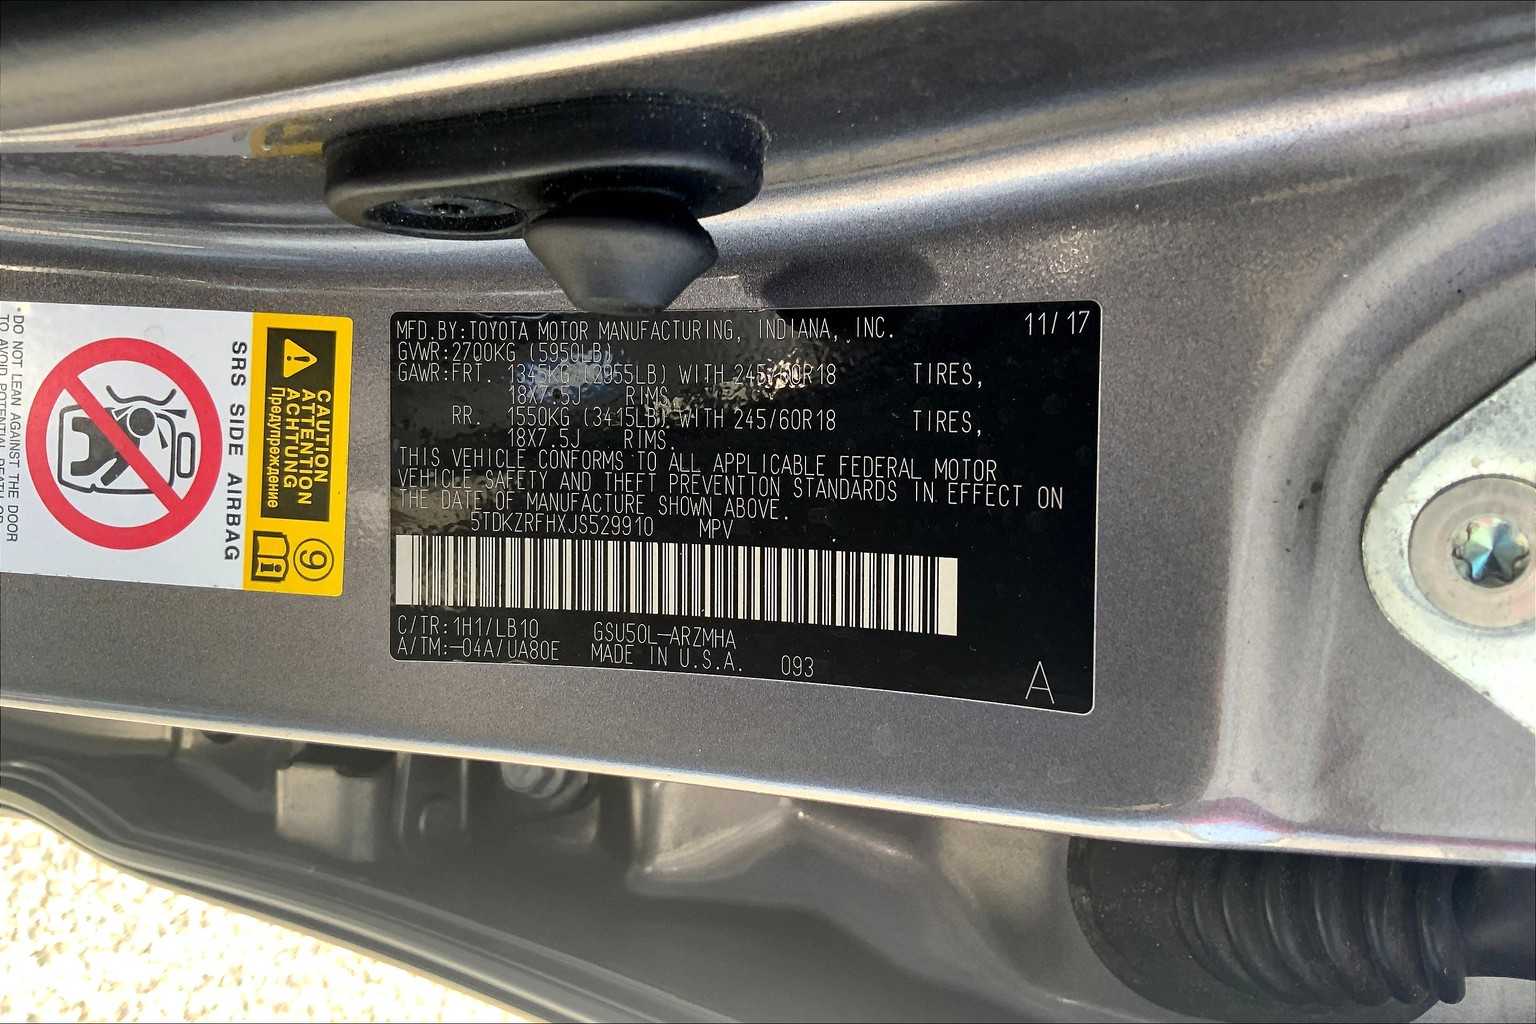 MFD.BY:TOYOTA MOTOR MANUFACTURING, INDIANA, INC. 11/17
GVWR:2700KG (5950LB)
GAWR:FRT. 1345KG (2955LB) WITH 245/60R18 TIRES,
18X7.5J RIMS,
RR. 1550KG (3415LB) WITH 245/60R18 TIRES,
18X7.5J RIMS.
THIS VEHICLE CONFORMS TO ALL APPLICABLE FEDERAL MOTOR
VEHICLE SAFETY AND THEFT PREVENTION STANDARDS IN EFFECT ON
THE DATE OF MANUFACTURE SHOWN ABOVE.
5TDKZRFHXJS529910 MPV
C/TR:1H1/LB10 GSU50L-ARZMHA
A/TM:-04A/UA80E MADE IN U.S.A. 093
A
CAUTION
ATTENTION
ACHTUNG
Предупреждение
9
SRS SIDE AIRBAG
• DO NOT LEAN AGAINST THE DOOR
TO AVOID POTENTIAL DEATH OR